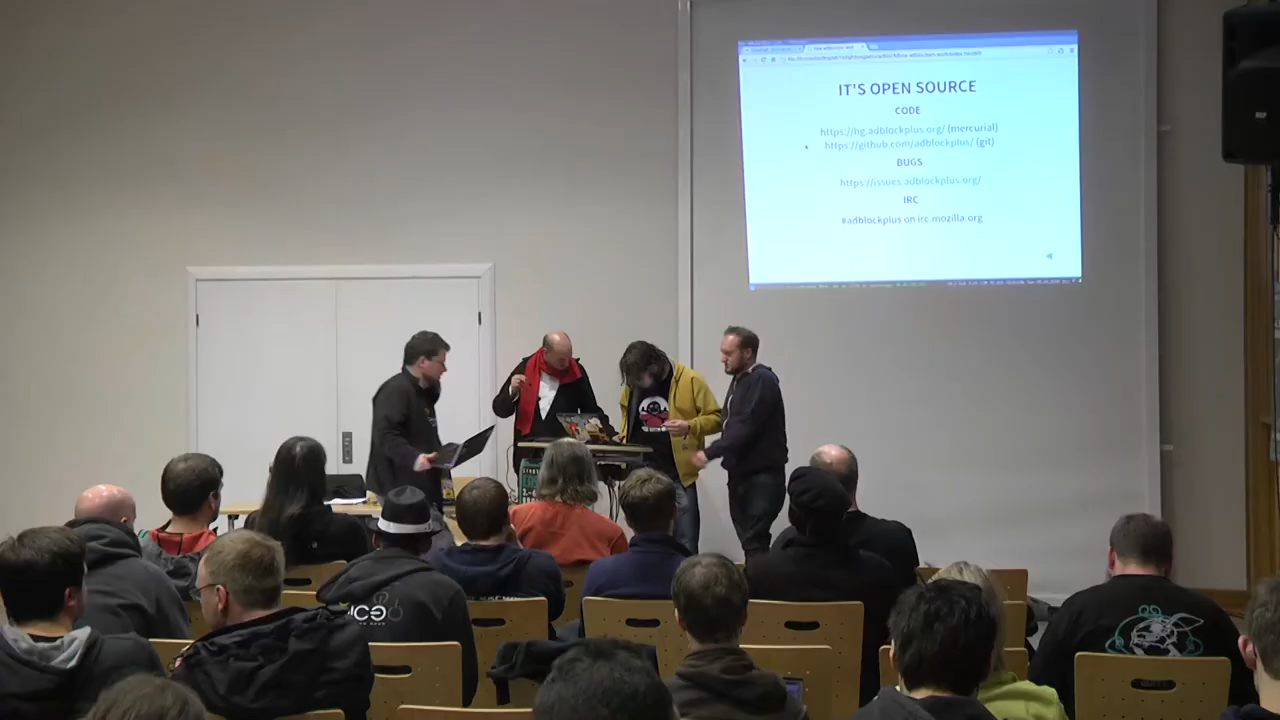 IT'S OPEN SOURCE
CODE
https://hg.adblockplus.org/ (mercurial)
https://github.com/adblockplus/ (git)
BUGS
https://issues.adblockplus.org/
IRC
#adblockplus on irc.mozilla.org